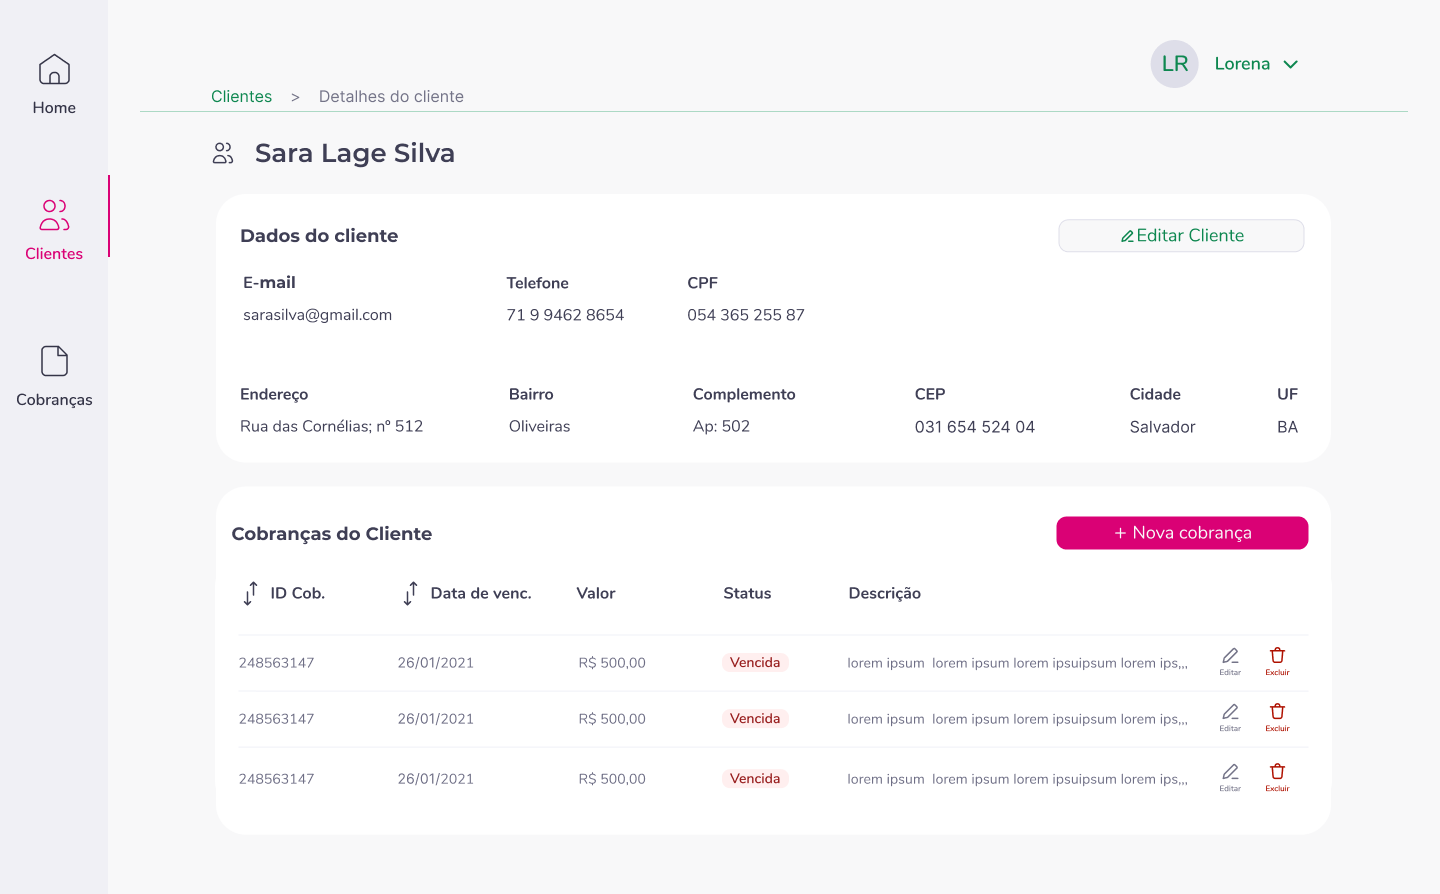 LR Lorena
Home
Clientes > Detalhes do cliente
Sara Lage Silva
Clientes
Cobranças
Dados do cliente
Editar Cliente
E-mail Telefone CPF
sarasilva@gmail.com 71 9 9462 8654 054 365 255 87
Endereço Bairro Complemento CEP Cidade UF
Rua das Cornélias; nº 512 Oliveiras Ap: 502 031 654 524 04 Salvador BA
Cobranças do Cliente
+ Nova cobrança
ID Cob. Data de venc. Valor Status Descrição
248563147 26/01/2021 R$ 500,00 Vencida lorem ipsum lorem ipsum lorem ipsuipsum lorem ips,,, Editar Excluir
248563147 26/01/2021 R$ 500,00 Vencida lorem ipsum lorem ipsum lorem ipsuipsum lorem ips,,, Editar Excluir
248563147 26/01/2021 R$ 500,00 Vencida lorem ipsum lorem ipsum lorem ipsuipsum lorem ips,,, Editar Excluir